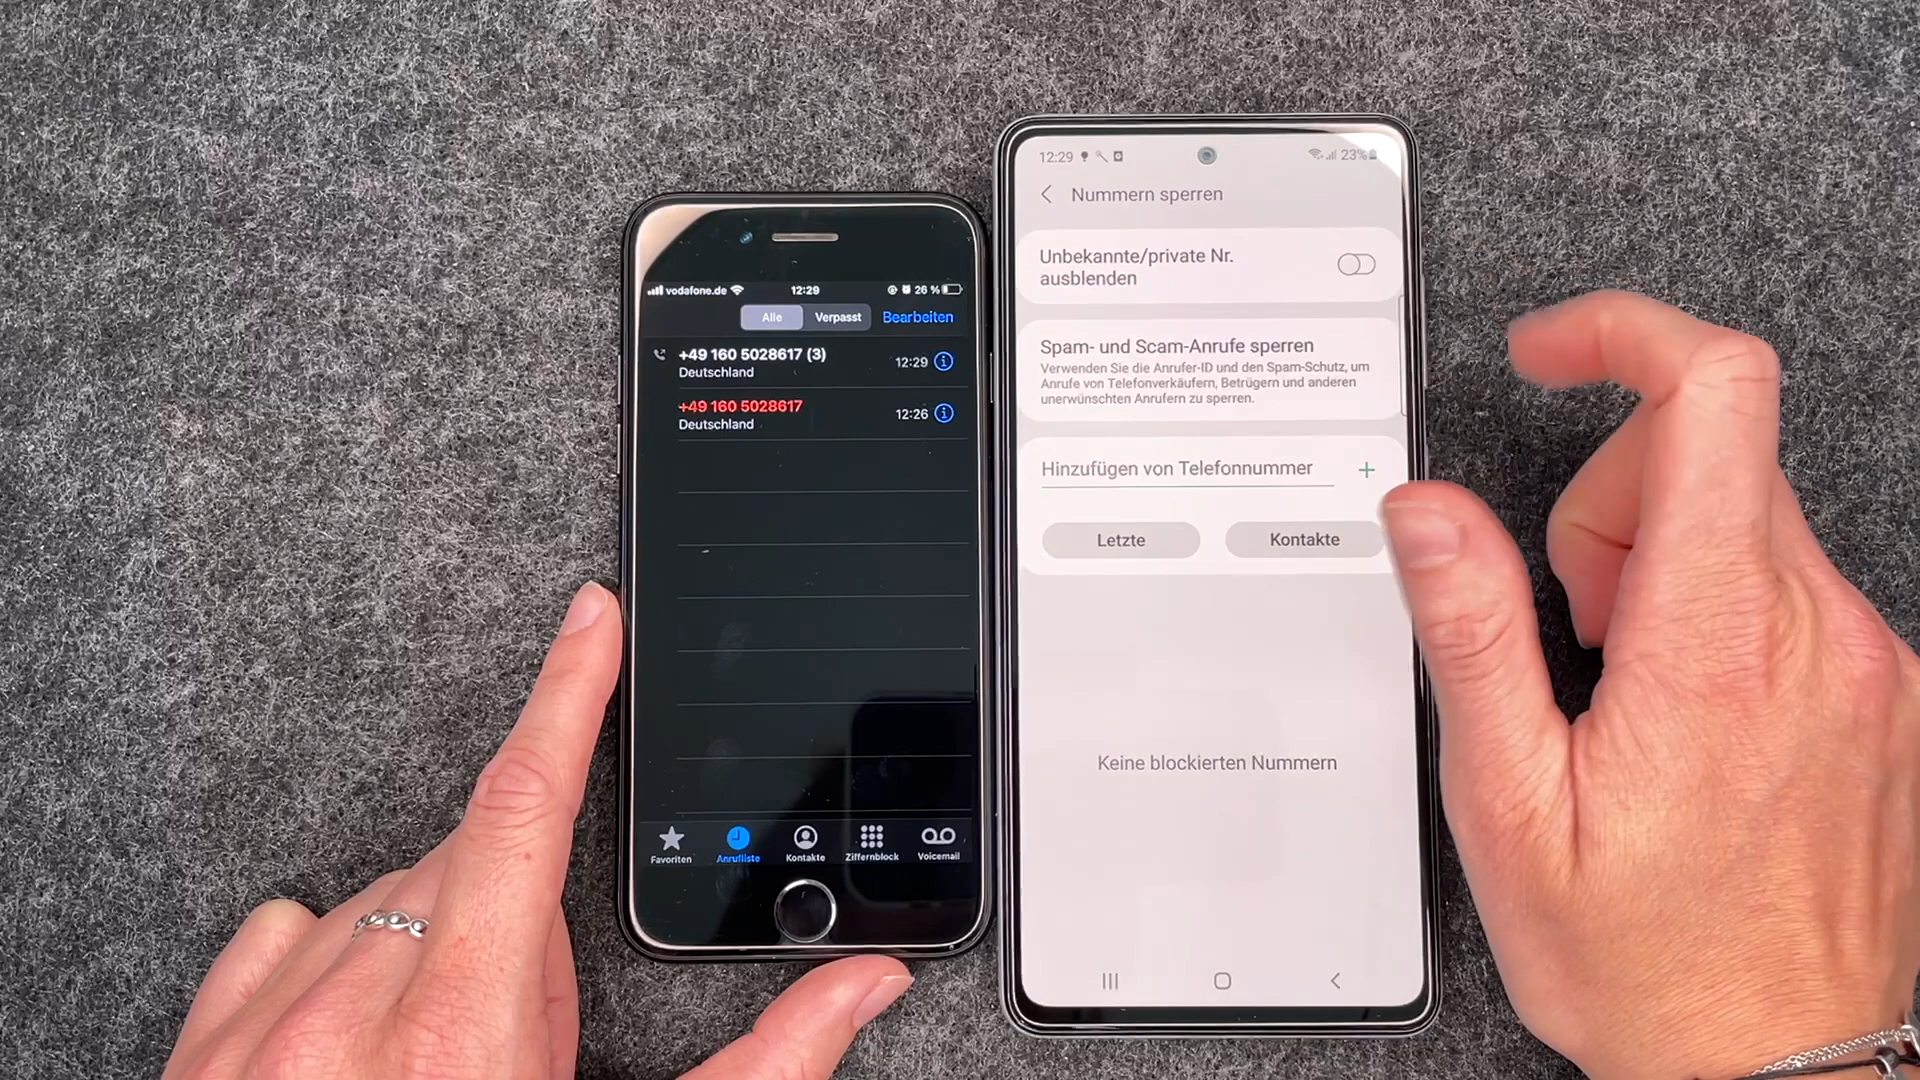 vodafone.de
12:29
26 %
Alle
Verpasst
Bearbeiten
+49 160 5028617 (3)
Deutschland
12:29
+49 160 5028617
Deutschland
12:26
Favoriten
Anrufliste
Kontakte
Ziffernblock
Voicemail
12:29
23%
Nummern sperren
Unbekannte/private Nr.
ausblenden
Spam- und Scam-Anrufe sperren
Verwenden Sie die Anrufer-ID und den Spam-Schutz, um
Anrufe von Telefonverkäufern, Betrügern und anderen
unerwünschten Anrufern zu sperren.
Hinzufügen von Telefonnummer
Letzte
Kontakte
Keine blockierten Nummern